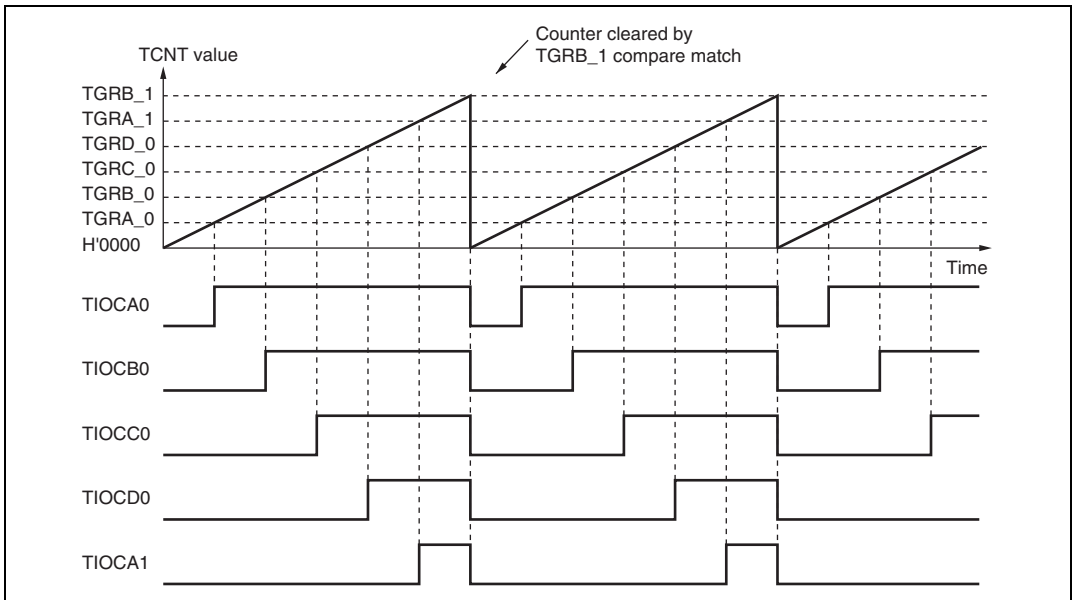 Counter cleared by
TGRB_1 compare match
TCNT value
TGRB_1
TGRA_1
TGRD_0
TGRC_0
TGRB_0
TGRA_0
H'0000
Time
TIOCA0
TIOCB0
TIOCC0
TIOCD0
TIOCA1